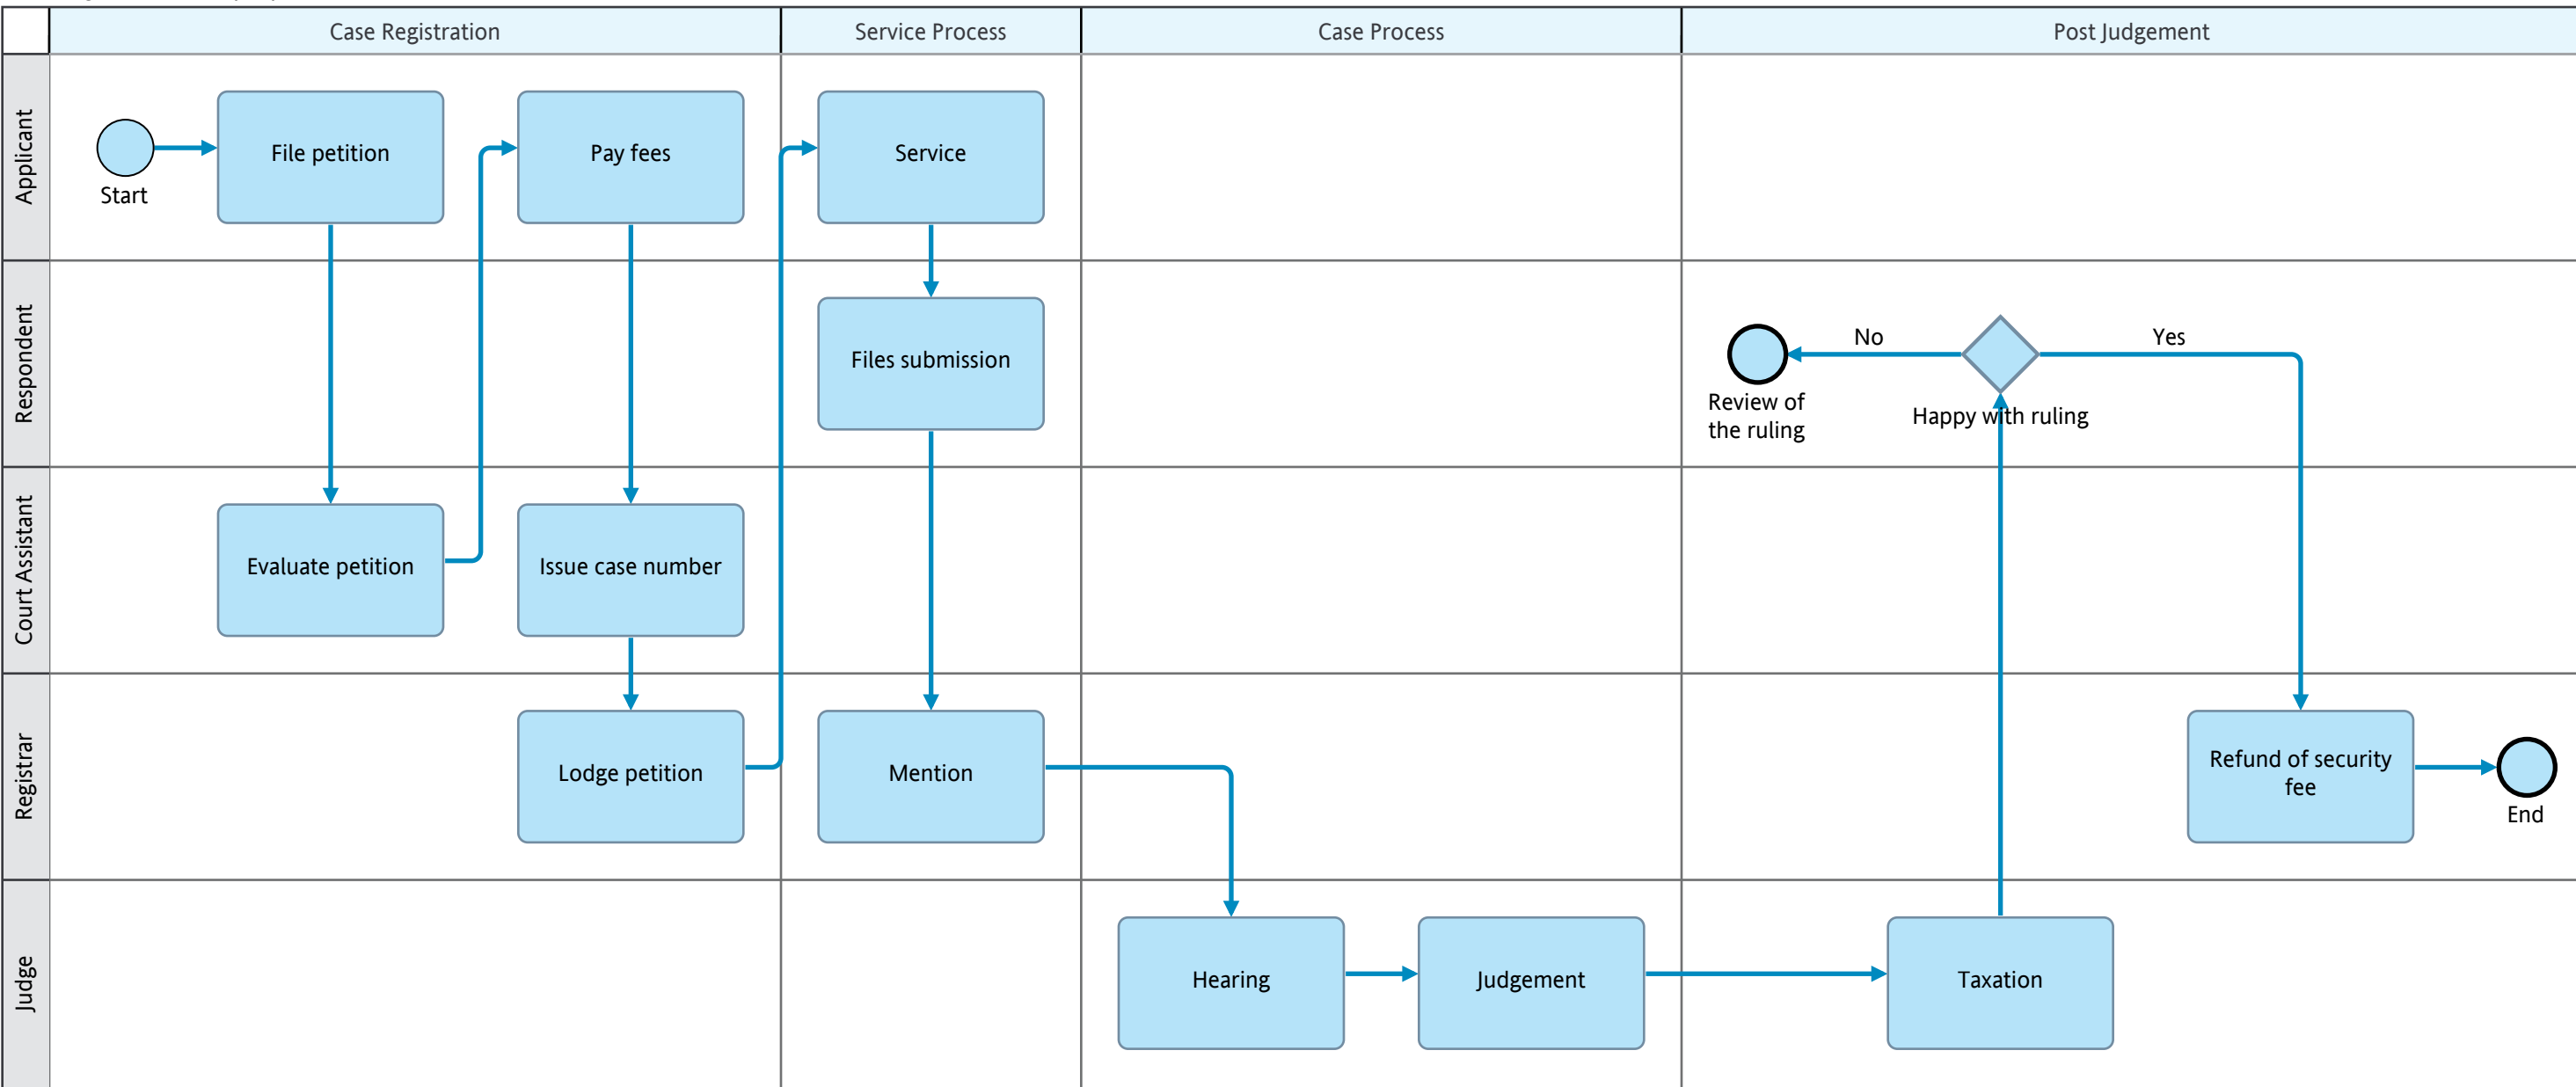 Case Registration
Service Process
Case Process
Post Judgement
Applicant
Start
File petition
Pay fees
Service
Respondent
Files submission
No
Yes
Review of
the ruling
Happy with ruling
Court Assistant
Evaluate petition
Issue case number
Registrar
Lodge petition
Mention
Refund of security
fee
End
Judge
Hearing
Judgement
Taxation